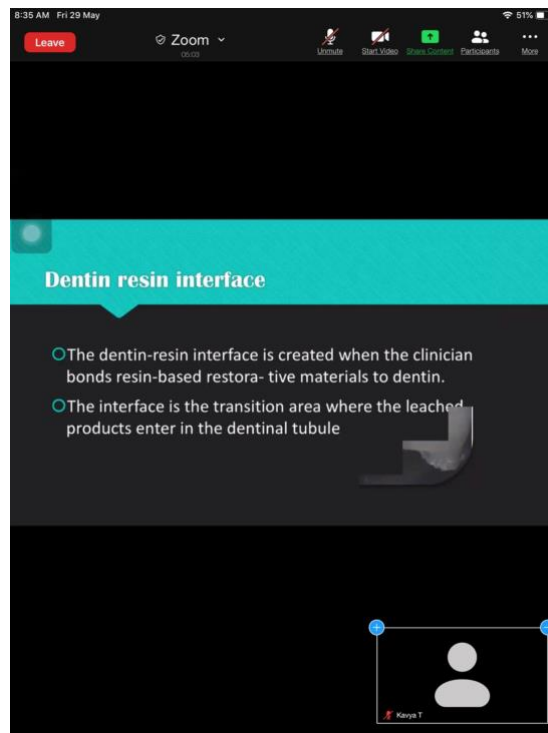 8:35 AM Fri 29 May
51%
Leave
Zoom
05:03
Unmute
Start Video
Share Content
Participants
More
Dentin resin interface
The dentin-resin interface is created when the clinician
bonds resin-based restora- tive materials to dentin.
The interface is the transition area where the leached
products enter in the dentinal tubule
Kavya T